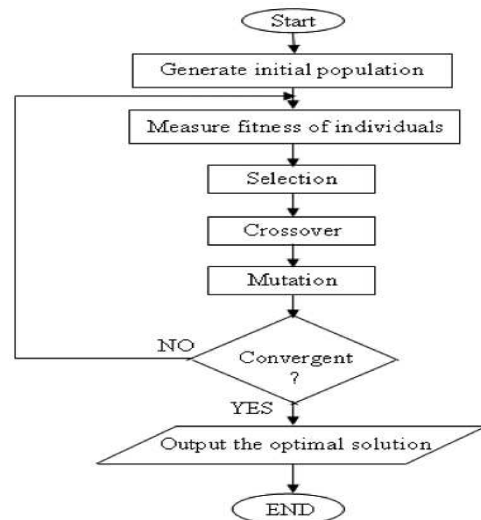 Start
Generate initial population
Measure fitness of individuals
Selection
Crossover
Mutation
NO
Convergent
?
YES
Output the optimal solution
END